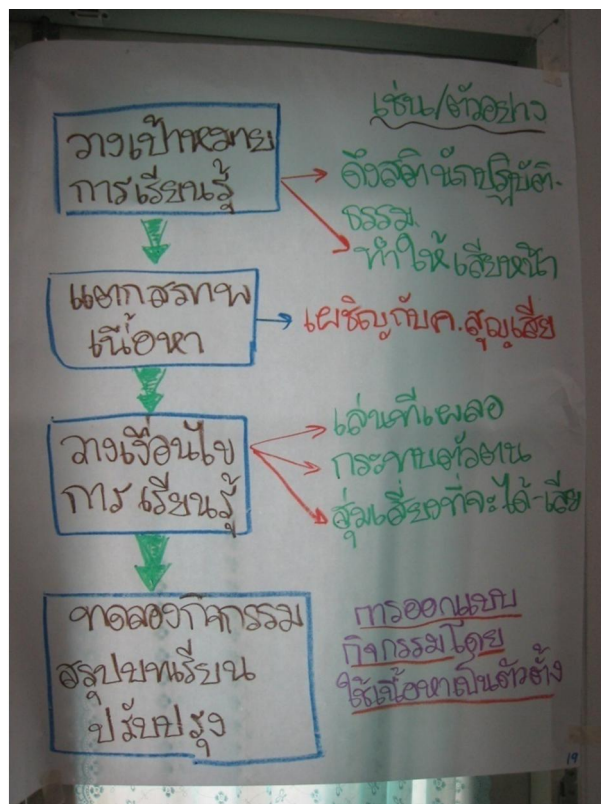 เช่น/ตัวอย่าง
วางเป้าหมาย
การเรียนรู้
ดึงสตินักปฏิบัติ-
ธรรม
ทำให้เสียหน้า
แตกสภาพ
เนื้อหา
เผชิญกับค.สูญเสีย
วางเงื่อนไข
การเรียนรู้
เล่นทีเผลอ
กระทบตัวตน
สุ่มเสี่ยงที่จะได้-เสีย
ทดลองกิจกรรม
สรุปบทเรียน
ปรับปรุง
การออกแบบ
กิจกรรมโดย
ใช้เนื้อหาเป็นตัวตั้ง
19